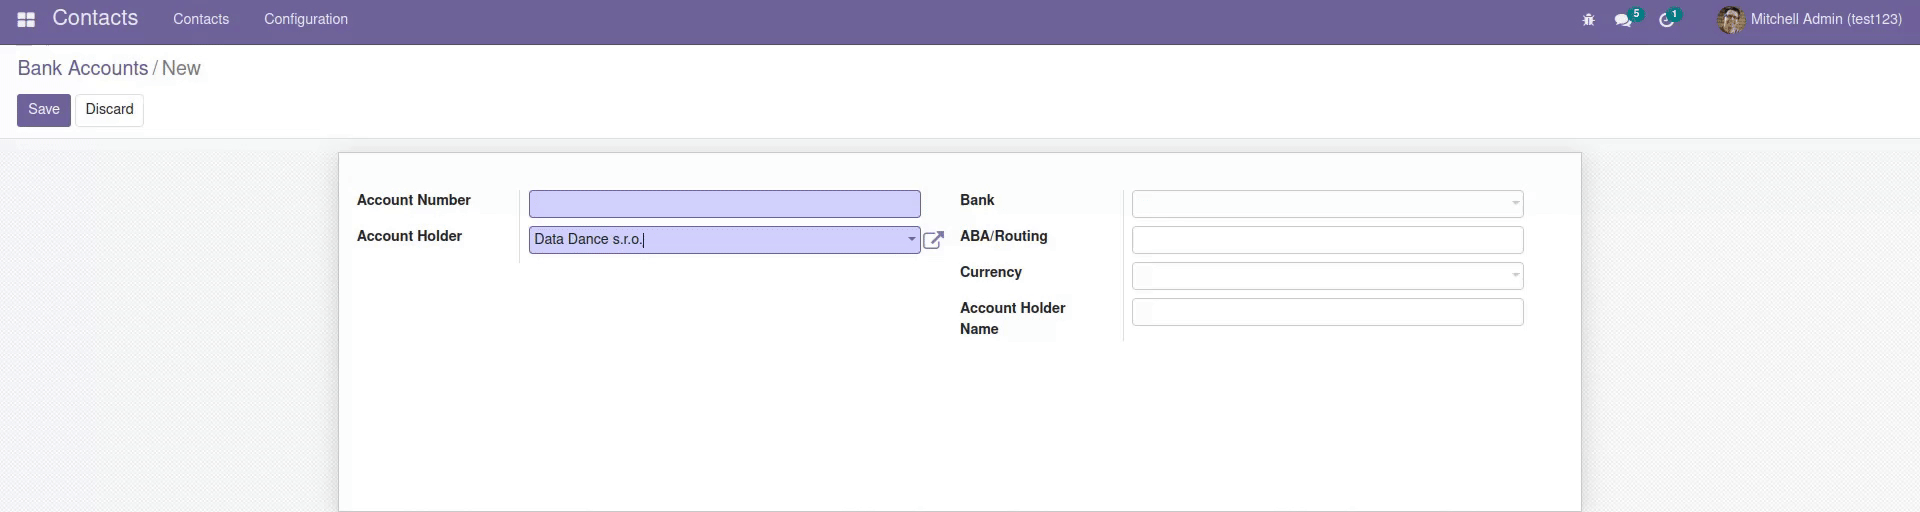 Contacts Contacts Configuration 5 1 Mitchell Admin (test123)
Bank Accounts / New
Save Discard
Account Number
Account Holder Data Dance s.r.o.
Bank
ABA/Routing
Currency
Account Holder
Name